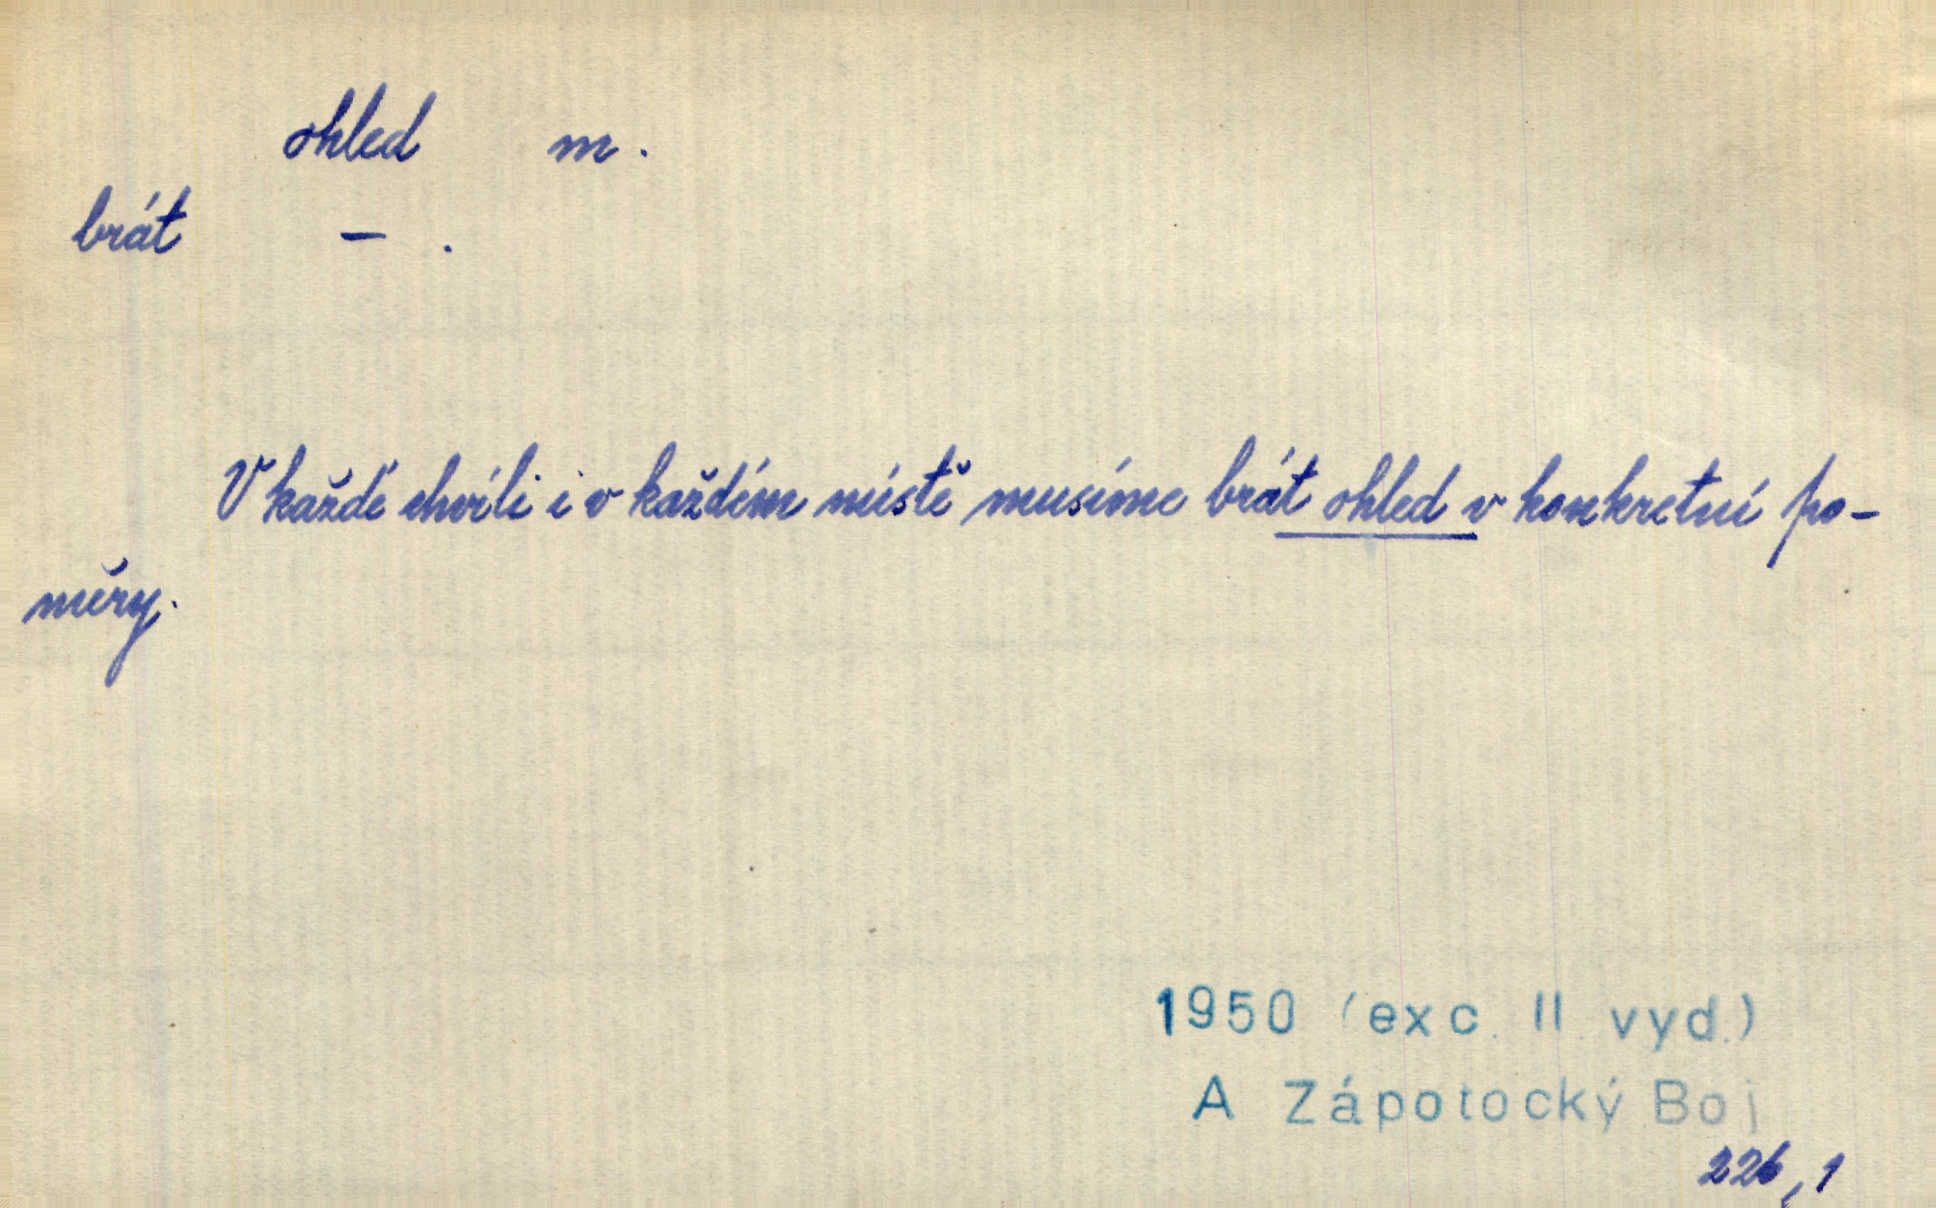 ohled m.
brát – .
V každé chvíli i v každém místě musíme brát ohled v konkretní po-
měry.
1950 (exc. II. vyd.)
A Zápotocký Boj
226, 1